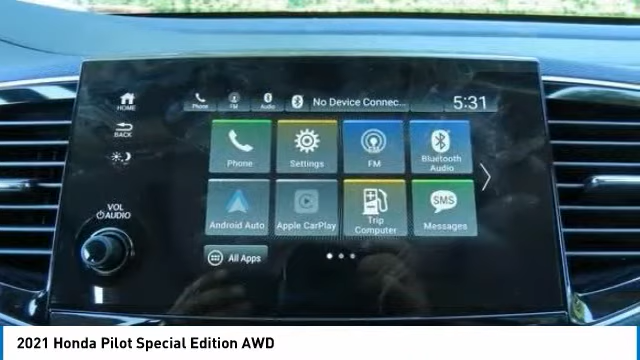 HOME
BACK
VOL
AUDIO
Phone
FM
Audio
No Device Connec...
5:31
Phone
Settings
FM
Bluetooth
Audio
Android Auto
Apple CarPlay
Trip
Computer
SMS
Messages
All Apps
2021 Honda Pilot Special Edition AWD